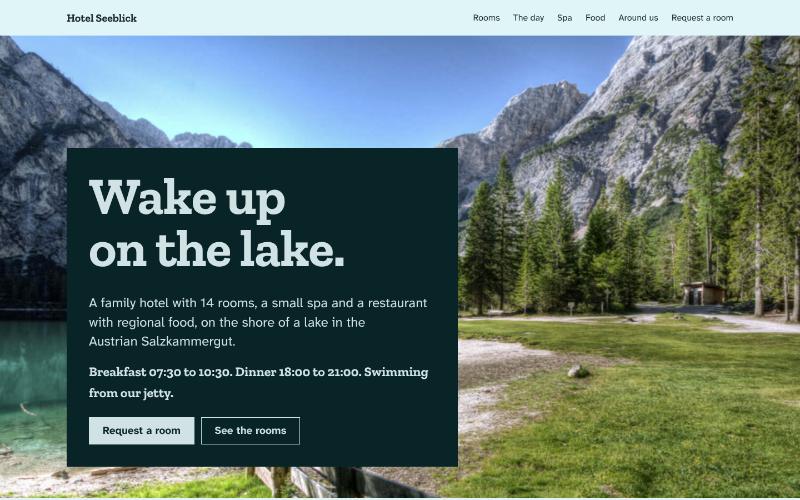 Hotel Seeblick
Rooms The day Spa Food Around us Request a room
Wake up
on the lake.
A family hotel with 14 rooms, a small spa and a restaurant
with regional food, on the shore of a lake in the
Austrian Salzkammergut.
Breakfast 07:30 to 10:30. Dinner 18:00 to 21:00. Swimming
from our jetty.
Request a room See the rooms